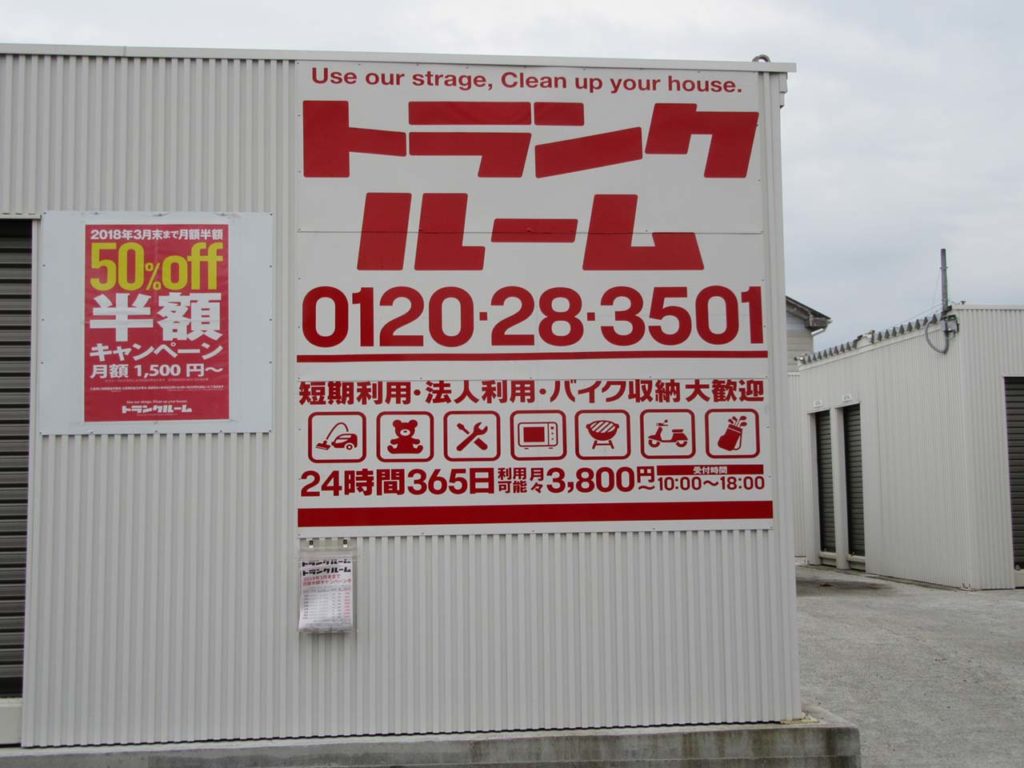 Use our strage, Clean up your house.
トランク
ルーム
0120-28-3501
短期利用・法人利用・バイク収納 大歓迎
24時間365日 利用可能 月々3,800円〜 受付時間 10:00〜18:00
2018年3月末まで月額半額
50%off
半額
キャンペーン
月額 1,500 円〜
トランクルーム
トランクルーム
トランクルーム